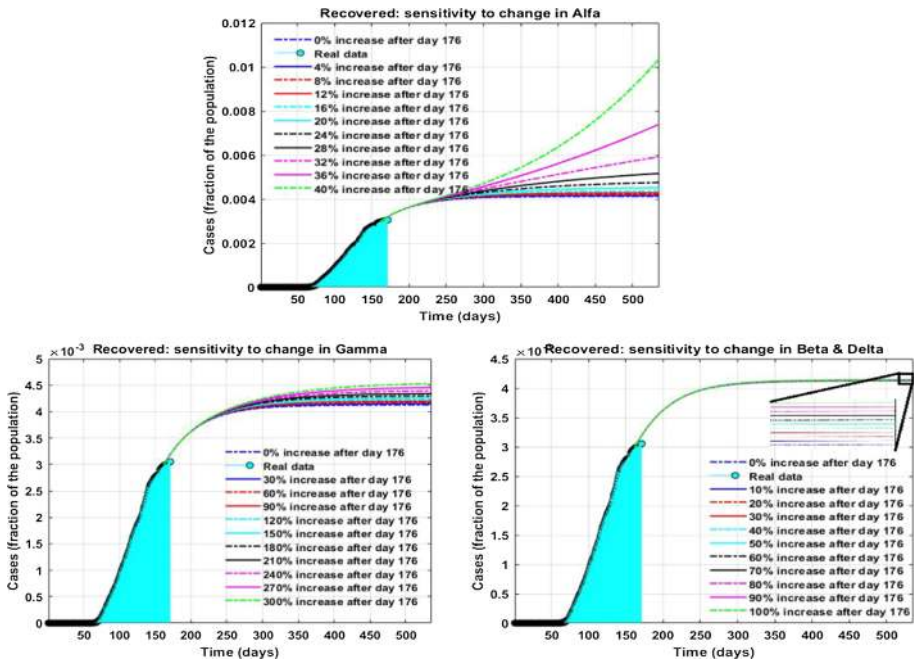 Recovered: sensitivity to change in Alfa
0.012
0.01
0.008
0.006
0.004
0.002
0
Cases (fraction of the population)
0% increase after day 176
Real data
4% increase after day 176
8% increase after day 176
12% increase after day 176
16% increase after day 176
20% increase after day 176
24% increase after day 176
28% increase after day 176
32% increase after day 176
36% increase after day 176
40% increase after day 176
50 100 150 200 250 300 350 400 450 500
Time (days)
×10⁻³ Recovered: sensitivity to change in Gamma
5
4.5
4
3.5
3
2.5
2
1.5
1
0.5
0
Cases (fraction of the population)
0% increase after day 176
Real data
30% increase after day 176
60% increase after day 176
90% increase after day 176
120% increase after day 176
150% increase after day 176
180% increase after day 176
210% increase after day 176
240% increase after day 176
270% increase after day 176
300% increase after day 176
50 100 150 200 250 300 350 400 450 500
Time (days)
×10 Recovered: sensitivity to change in Beta & Delta
4.5
4
3.5
3
2.5
2
1.5
1
0.5
0
Cases (fraction of the population)
0% increase after day 176
Real data
10% increase after day 176
20% increase after day 176
30% increase after day 176
40% increase after day 176
50% increase after day 176
60% increase after day 176
70% increase after day 176
80% increase after day 176
90% increase after day 176
100% increase after day 176
50 100 150 200 250 300 350 400 450 500
Time (days)